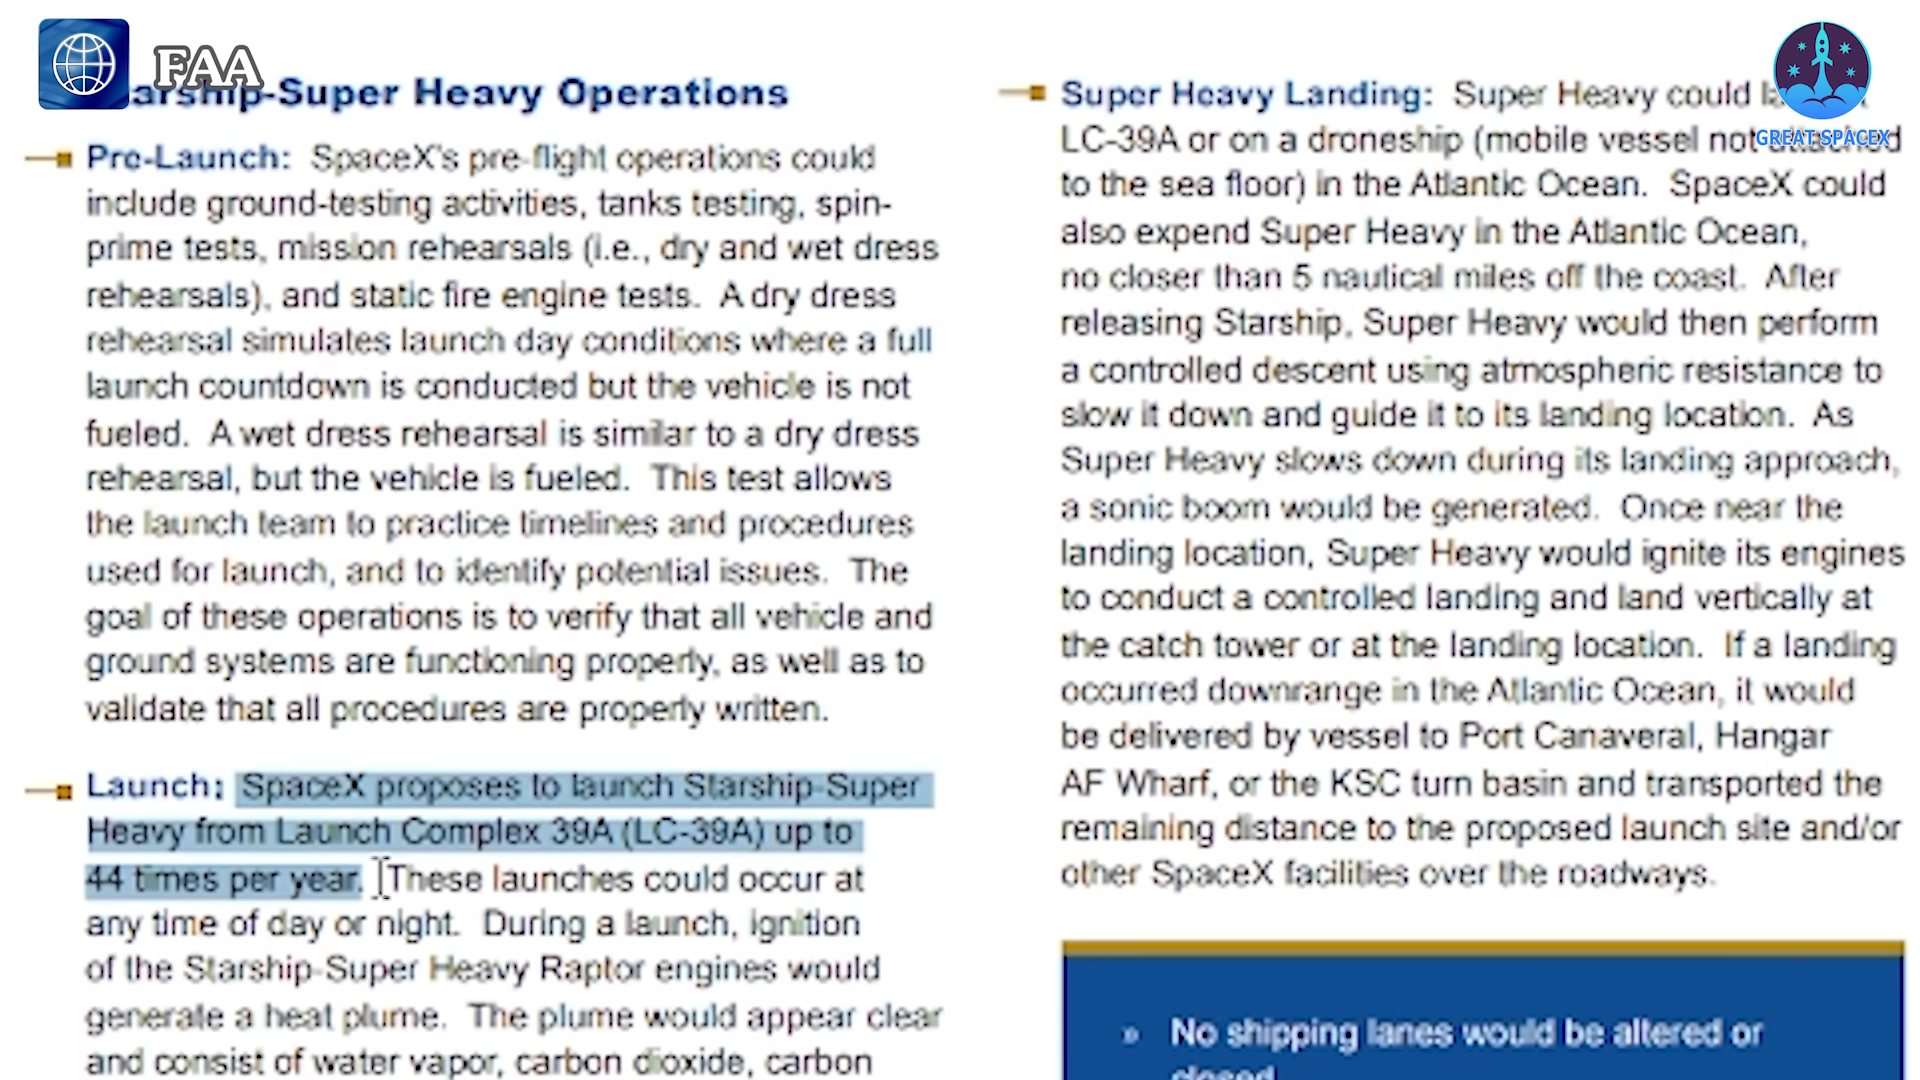 FAA
arship-Super Heavy Operations
Pre-Launch: SpaceX's pre-flight operations could
include ground-testing activities, tanks testing, spin-
prime tests, mission rehearsals (i.e., dry and wet dress
rehearsals), and static fire engine tests. A dry dress
rehearsal simulates launch day conditions where a full
launch countdown is conducted but the vehicle is not
fueled. A wet dress rehearsal is similar to a dry dress
rehearsal, but the vehicle is fueled. This test allows
the launch team to practice timelines and procedures
used for launch, and to identify potential issues. The
goal of these operations is to verify that all vehicle and
ground systems are functioning properly, as well as to
validate that all procedures are properly written.
Launch: SpaceX proposes to launch Starship-Super
Heavy from Launch Complex 39A (LC-39A) up to
44 times per year. These launches could occur at
any time of day or night. During a launch, ignition
of the Starship-Super Heavy Raptor engines would
generate a heat plume. The plume would appear clear
and consist of water vapor, carbon dioxide, carbon
GREAT SPACEX
Super Heavy Landing: Super Heavy could
LC-39A or on a droneship (mobile vessel not attached
to the sea floor) in the Atlantic Ocean. SpaceX could
also expend Super Heavy in the Atlantic Ocean,
no closer than 5 nautical miles off the coast. After
releasing Starship, Super Heavy would then perform
a controlled descent using atmospheric resistance to
slow it down and guide it to its landing location. As
Super Heavy slows down during its landing approach,
a sonic boom would be generated. Once near the
landing location, Super Heavy would ignite its engines
to conduct a controlled landing and land vertically at
the catch tower or at the landing location. If a landing
occurred downrange in the Atlantic Ocean, it would
be delivered by vessel to Port Canaveral, Hangar
AF Wharf, or the KSC turn basin and transported the
remaining distance to the proposed launch site and/or
other SpaceX facilities over the roadways.
» No shipping lanes would be altered or
closed